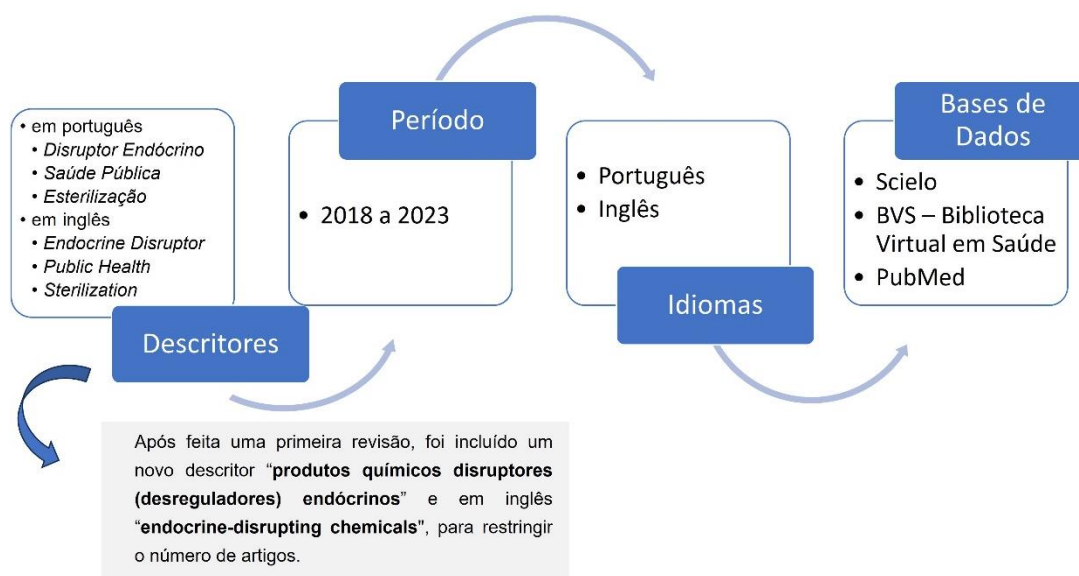 • em português
• Disruptor Endócrino
• Saúde Pública
• Esterilização
• em inglês
• Endocrine Disruptor
• Public Health
• Sterilization
Descritores
Período
• 2018 a 2023
• Português
• Inglês
Idiomas
Bases de
Dados
• Scielo
• BVS – Biblioteca
Virtual em Saúde
• PubMed
Após feita uma primeira revisão, foi incluído um
novo descritor “produtos químicos disruptores
(desreguladores) endócrinos” e em inglês
“endocrine-disrupting chemicals", para restringir
o número de artigos.